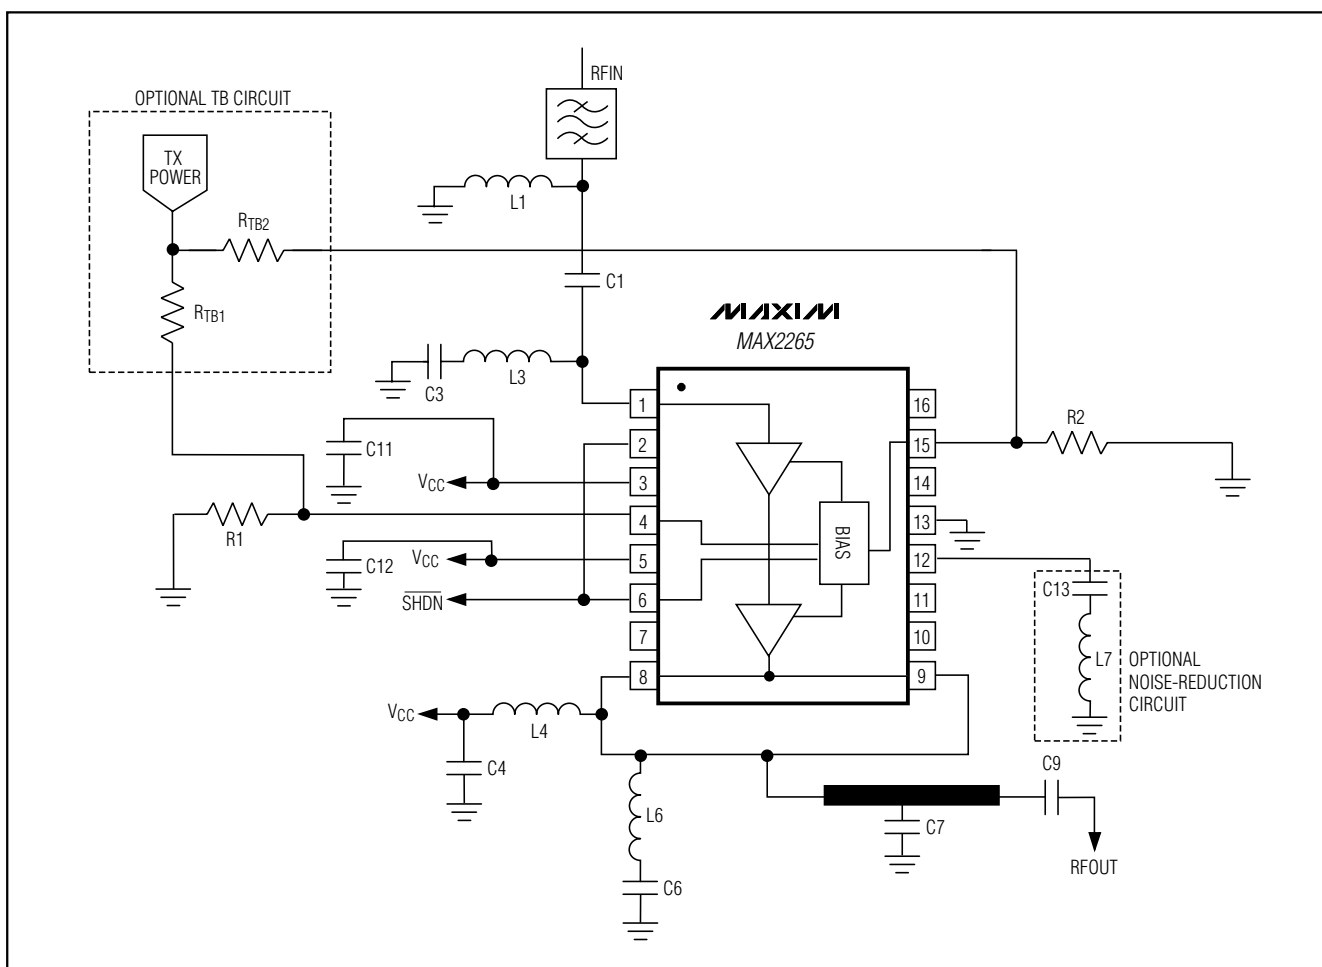 RFIN
OPTIONAL TB CIRCUIT
TX
POWER
RTB2
L1
RTB1
C1
MAXIM
MAX2265
C3
L3
1
16
R2
C11
2
15
VCC
3
14
R1
4
13
BIAS
C12
VCC
5
12
SHDN
6
11
C13
7
10
L7
OPTIONAL
NOISE-REDUCTION
CIRCUIT
8
9
VCC
L4
C4
C9
L6
C7
RFOUT
C6